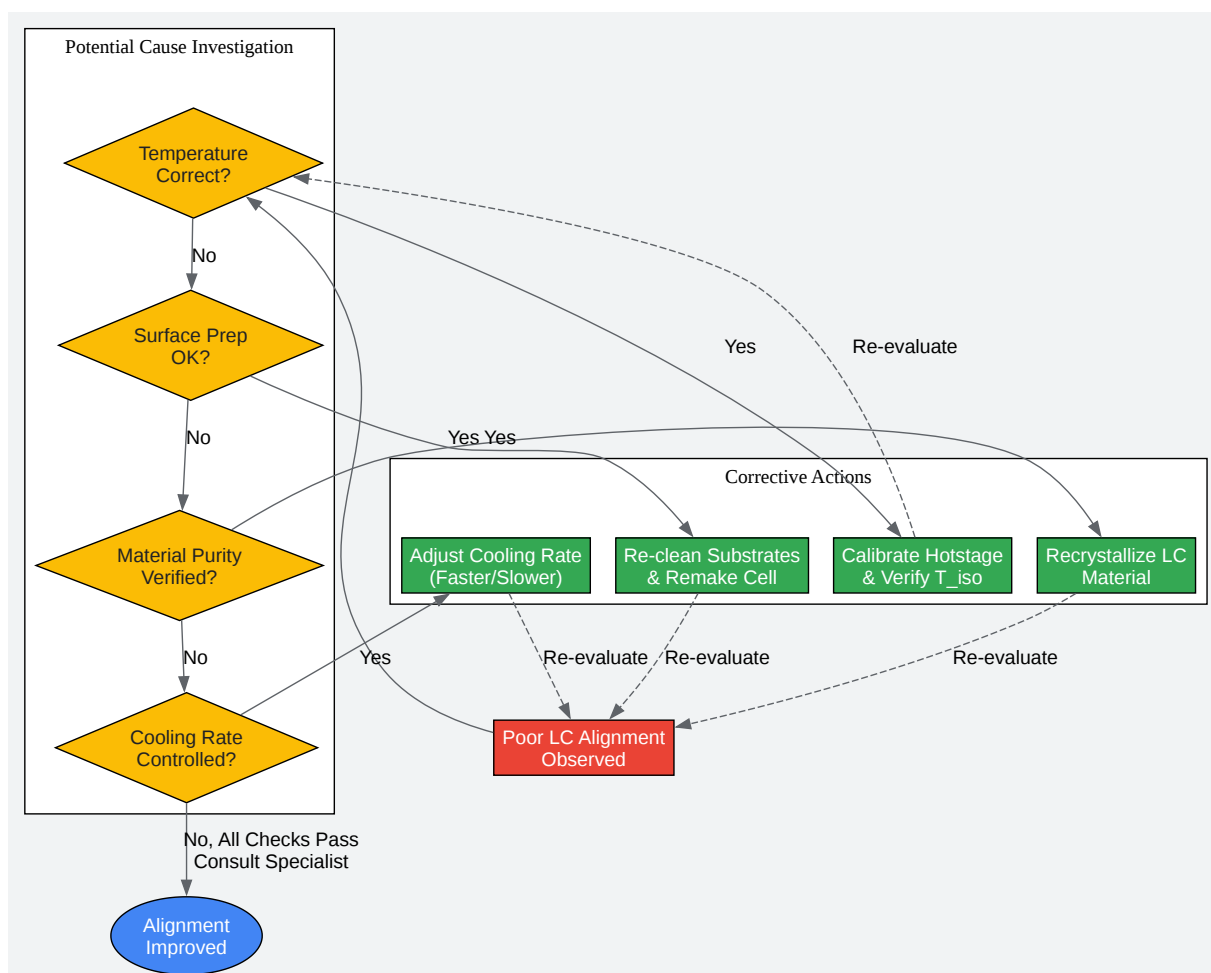 Potential Cause Investigation
Temperature
Correct?
No
Surface Prep
OK?
Yes
Re-evaluate
No
Yes Yes
Corrective Actions
Material Purity
Verified?
Adjust Cooling Rate
(Faster/Slower)
Re-clean Substrates
& Remake Cell
Calibrate Hotstage
& Verify T_iso
Recrystallize LC
Material
No
Yes
Re-evaluate
Re-evaluate
Re-evaluate
Cooling Rate
Controlled?
Poor LC Alignment
Observed
No, All Checks Pass
Consult Specialist
Alignment
Improved